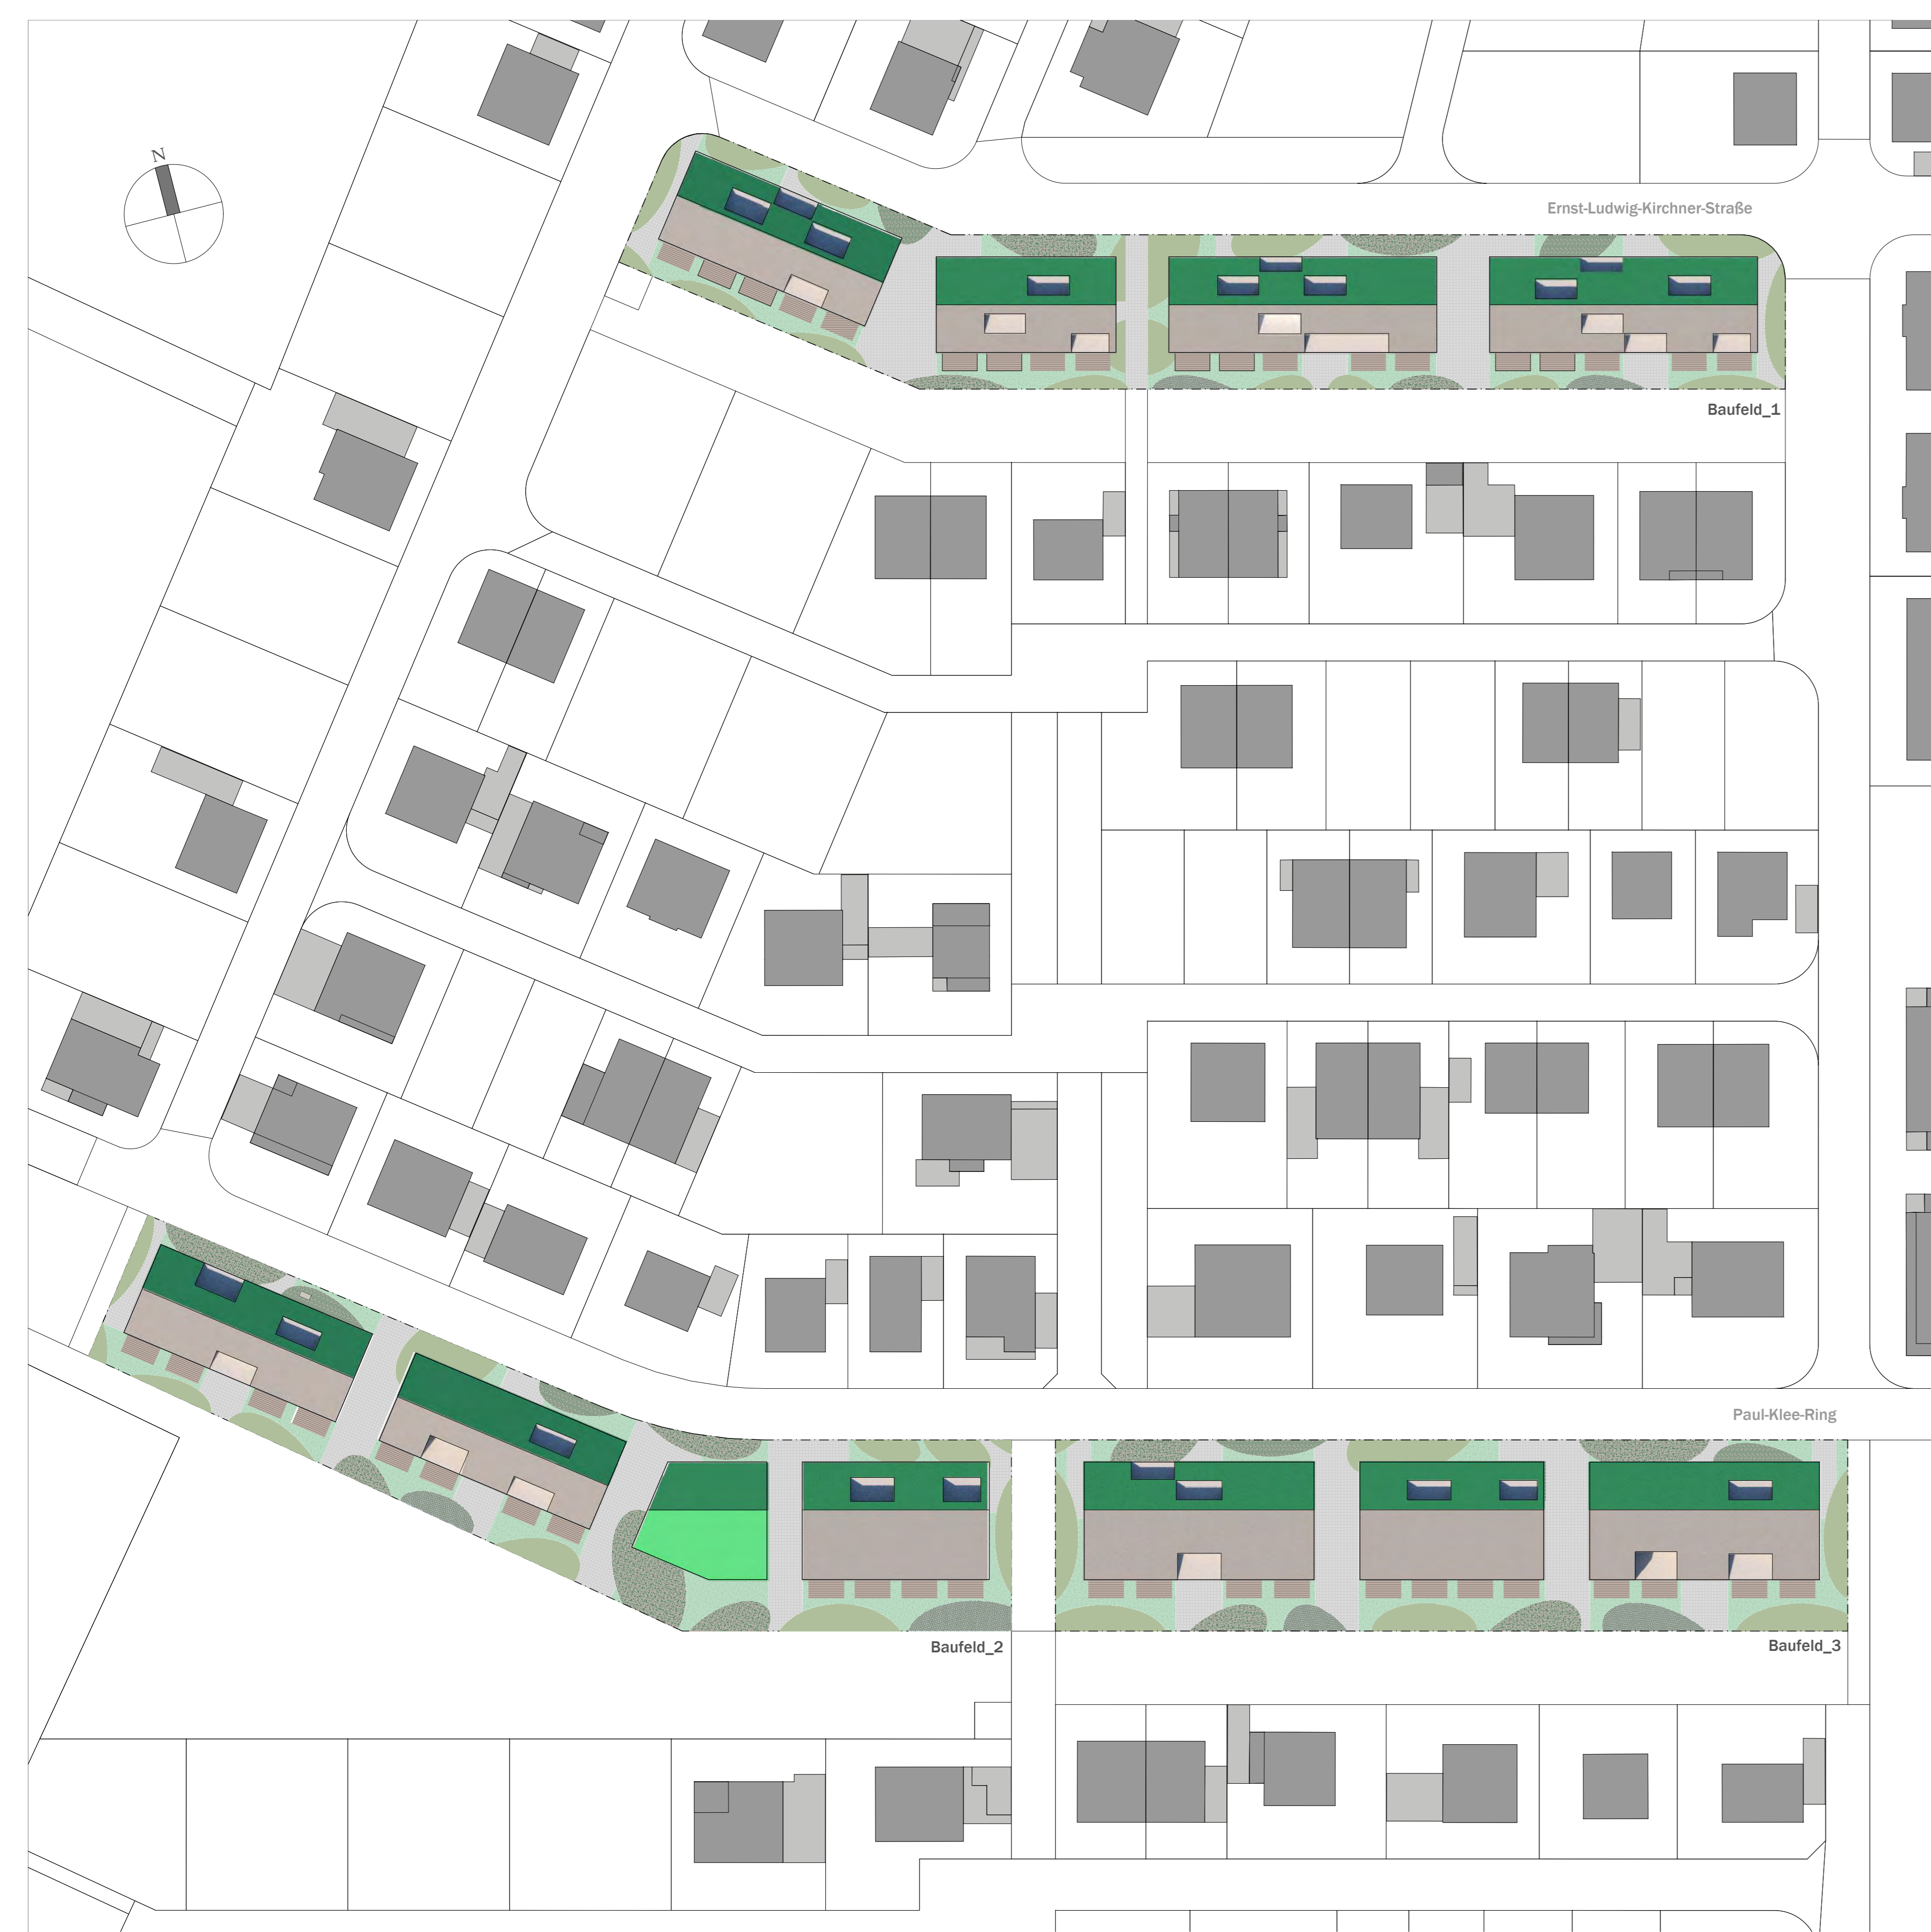 N
Ernst-Ludwig-Kirchner-Straße
Baufeld_1
Paul-Klee-Ring
Baufeld_2
Baufeld_3